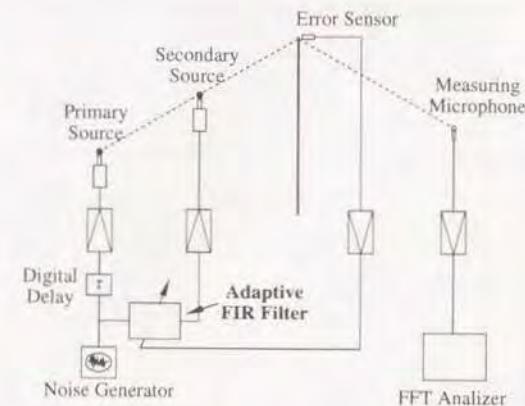 Error Sensor
Secondary
Source
Measuring
Microphone
Primary
Source
Digital
Delay
τ
Adaptive
FIR Filter
Noise Generator
FFT Analizer